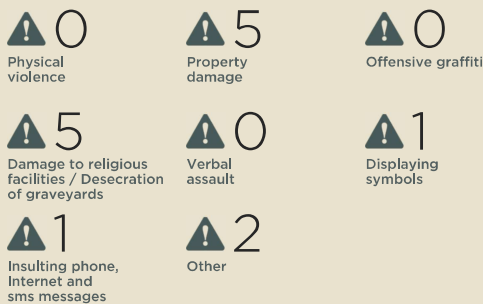 0
Physical
violence
5
Property
damage
0
Offensive graffiti
5
Damage to religious
facilities / Desecration
of graveyards
0
Verbal
assault
1
Displaying
symbols
1
Insulting phone,
Internet and
sms messages
2
Other